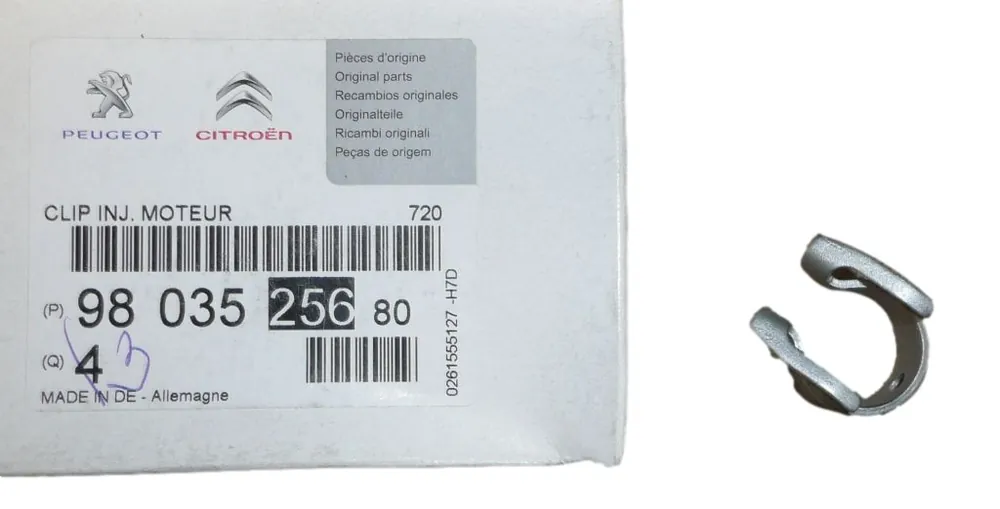 PEUGEOT
CITROËN
Pièces d'origine
Original parts
Recambios originales
Originalteile
Ricambi originali
Peças de origem
CLIP INJ. MOTEUR 720
(P) 98 035 256 80
(Q) 4 3
MADE IN DE - Allemagne
0261555127 -H7D